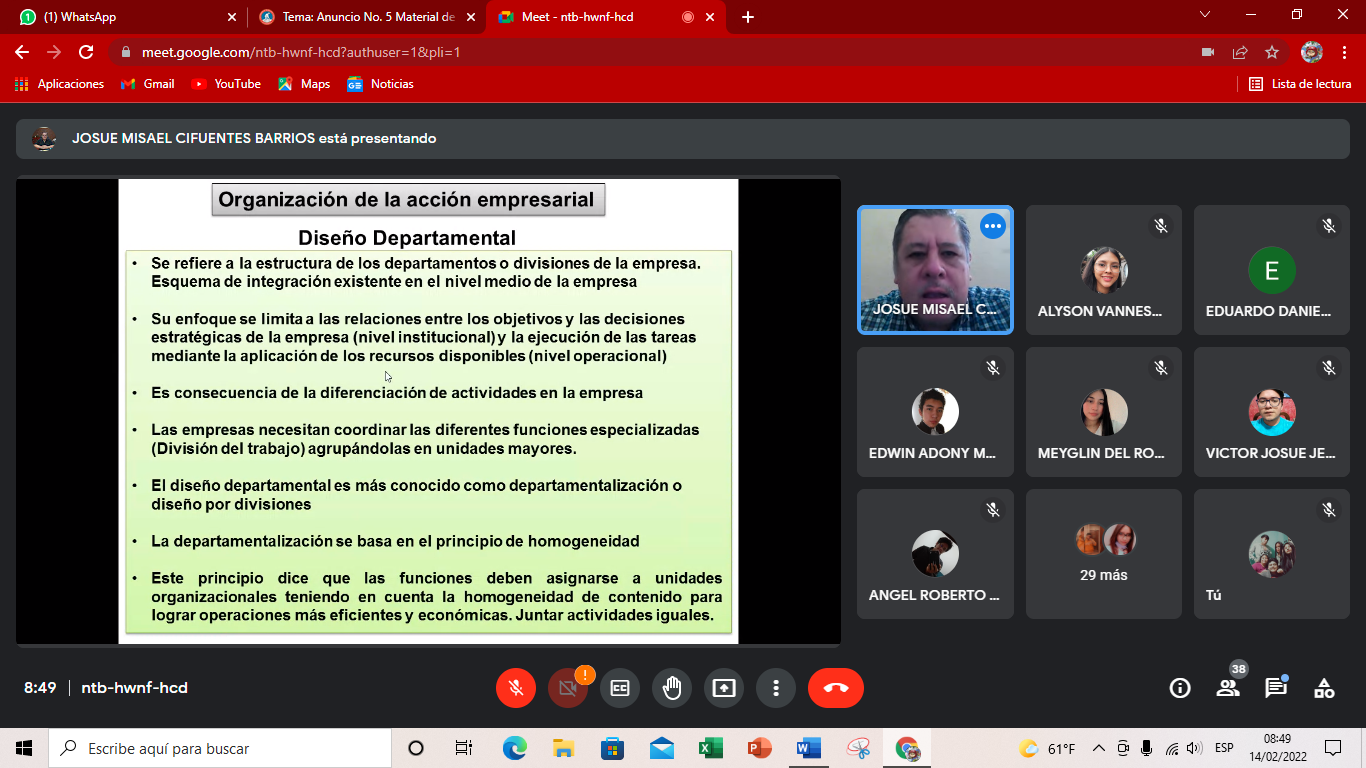 (1) WhatsApp
Tema: Anuncio No. 5 Material de
Meet - ntb-hwnf-hcd
meet.google.com/ntb-hwnf-hcd?authuser=1&pli=1
Aplicaciones
Gmail
YouTube
Maps
Noticias
Lista de lectura
JOSUE MISAEL CIFUENTES BARRIOS está presentando
Organización de la acción empresarial
Diseño Departamental
• Se refiere a la estructura de los departamentos o divisiones de la empresa.
Esquema de integración existente en el nivel medio de la empresa
• Su enfoque se limita a las relaciones entre los objetivos y las decisiones
estratégicas de la empresa (nivel institucional) y la ejecución de las tareas
mediante la aplicación de los recursos disponibles (nivel operacional)
• Es consecuencia de la diferenciación de actividades en la empresa
• Las empresas necesitan coordinar las diferentes funciones especializadas
(División del trabajo) agrupándolas en unidades mayores.
• El diseño departamental es más conocido como departamentalización o
diseño por divisiones
• La departamentalización se basa en el principio de homogeneidad
• Este principio dice que las funciones deben asignarse a unidades
organizacionales teniendo en cuenta la homogeneidad de contenido para
lograr operaciones más eficientes y económicas. Juntar actividades iguales.
JOSUE MISAEL C...
ALYSON VANNES...
E
EDUARDO DANIE...
EDWIN ADONY M...
MEYGLIN DEL RO...
VICTOR JOSUE JE...
ANGEL ROBERTO ...
29 más
Tú
8:49 | ntb-hwnf-hcd
!
CC
38
Escribe aquí para buscar
61°F
ESP
08:49
14/02/2022